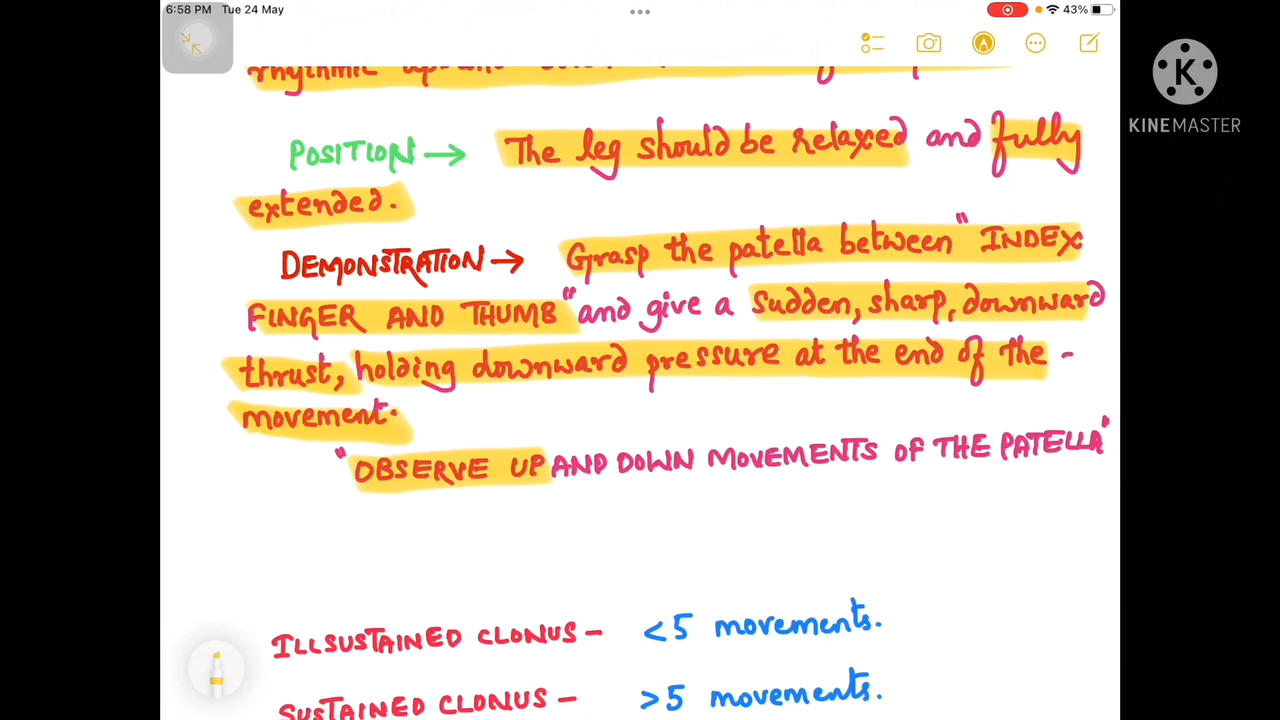 6:58 PM Tue 24 May
43%
KINEMASTER
rhythmic
POSITION → The leg should be relaxed and fully
extended.
DEMONSTRATION → Grasp the patella between "INDEX
FINGER AND THUMB" and give a sudden, sharp, downward
thrust, holding downward pressure at the end of the -
movement.
"OBSERVE UP AND DOWN MOVEMENTS OF THE PATELLA"
ILLSUSTAINED CLONUS - <5 movements.
SUSTAINED CLONUS - >5 movements.